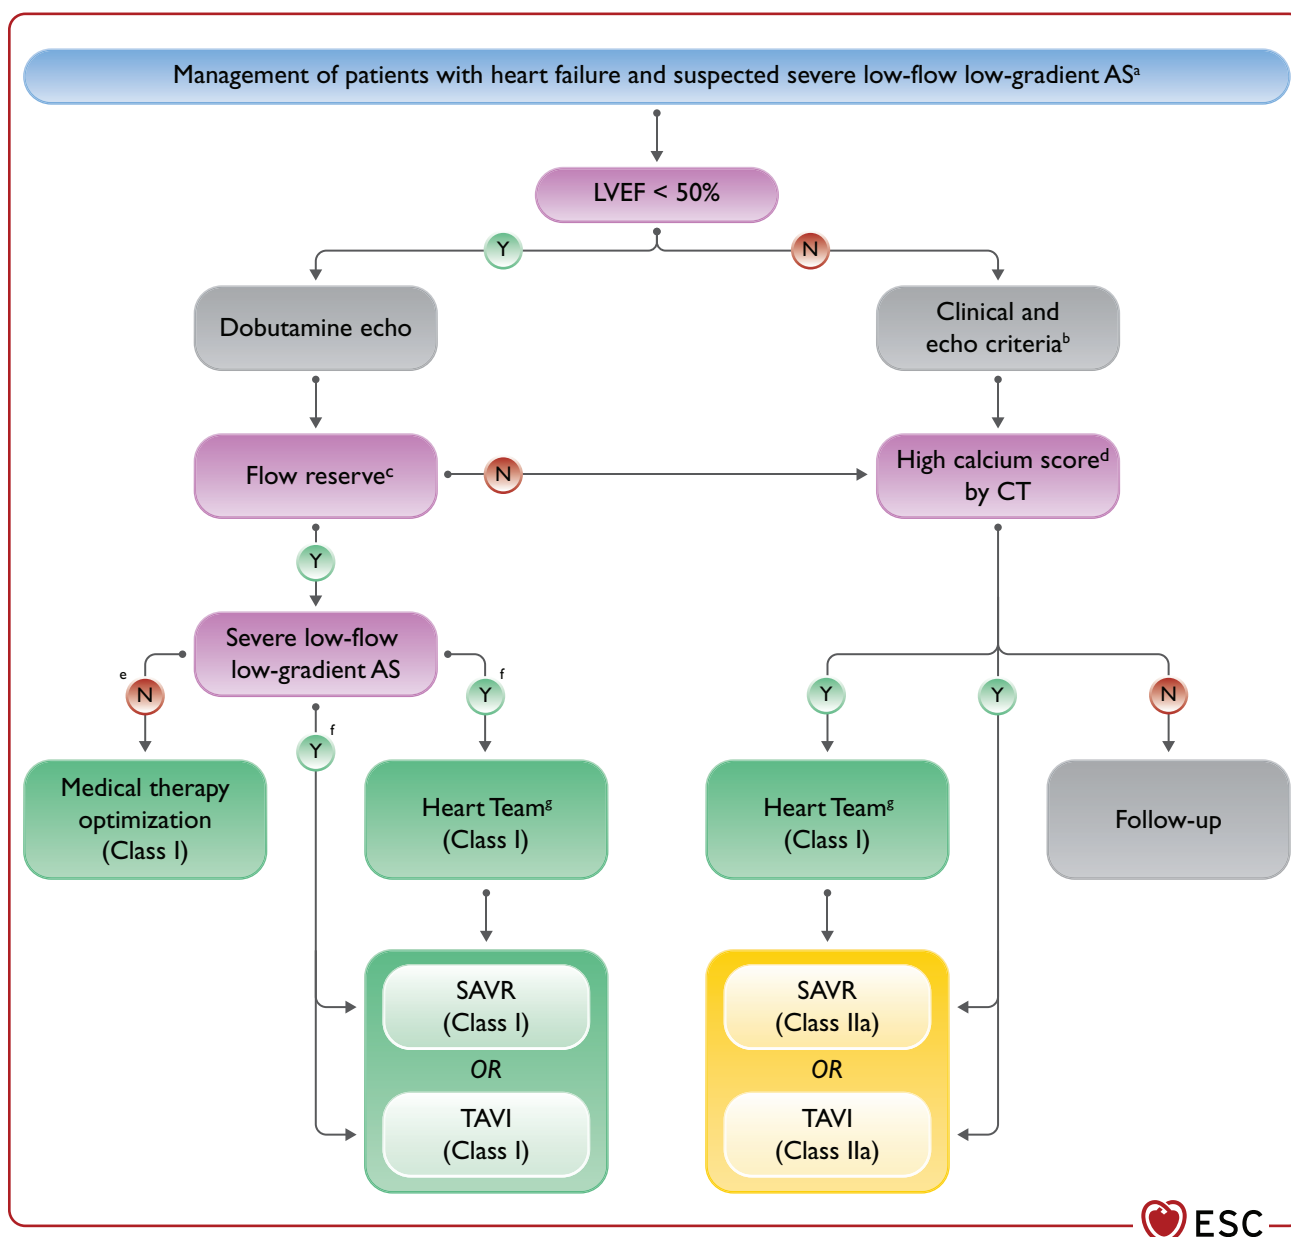 Management of patients with heart failure and suspected severe low-flow low-gradient ASᵃ
LVEF < 50%
Y
N
Dobutamine echo
Clinical and
echo criteriaᵇ
Flow reserveᶜ
N
High calcium scoreᵈ
by CT
Y
Severe low-flow
low-gradient AS
e
N
f
Y
f
Y
Y
Y
N
Medical therapy
optimization
(Class I)
Heart Teamᵍ
(Class I)
Heart Teamᵍ
(Class I)
Follow-up
SAVR
(Class I)
OR
TAVI
(Class I)
SAVR
(Class IIa)
OR
TAVI
(Class IIa)
ESC